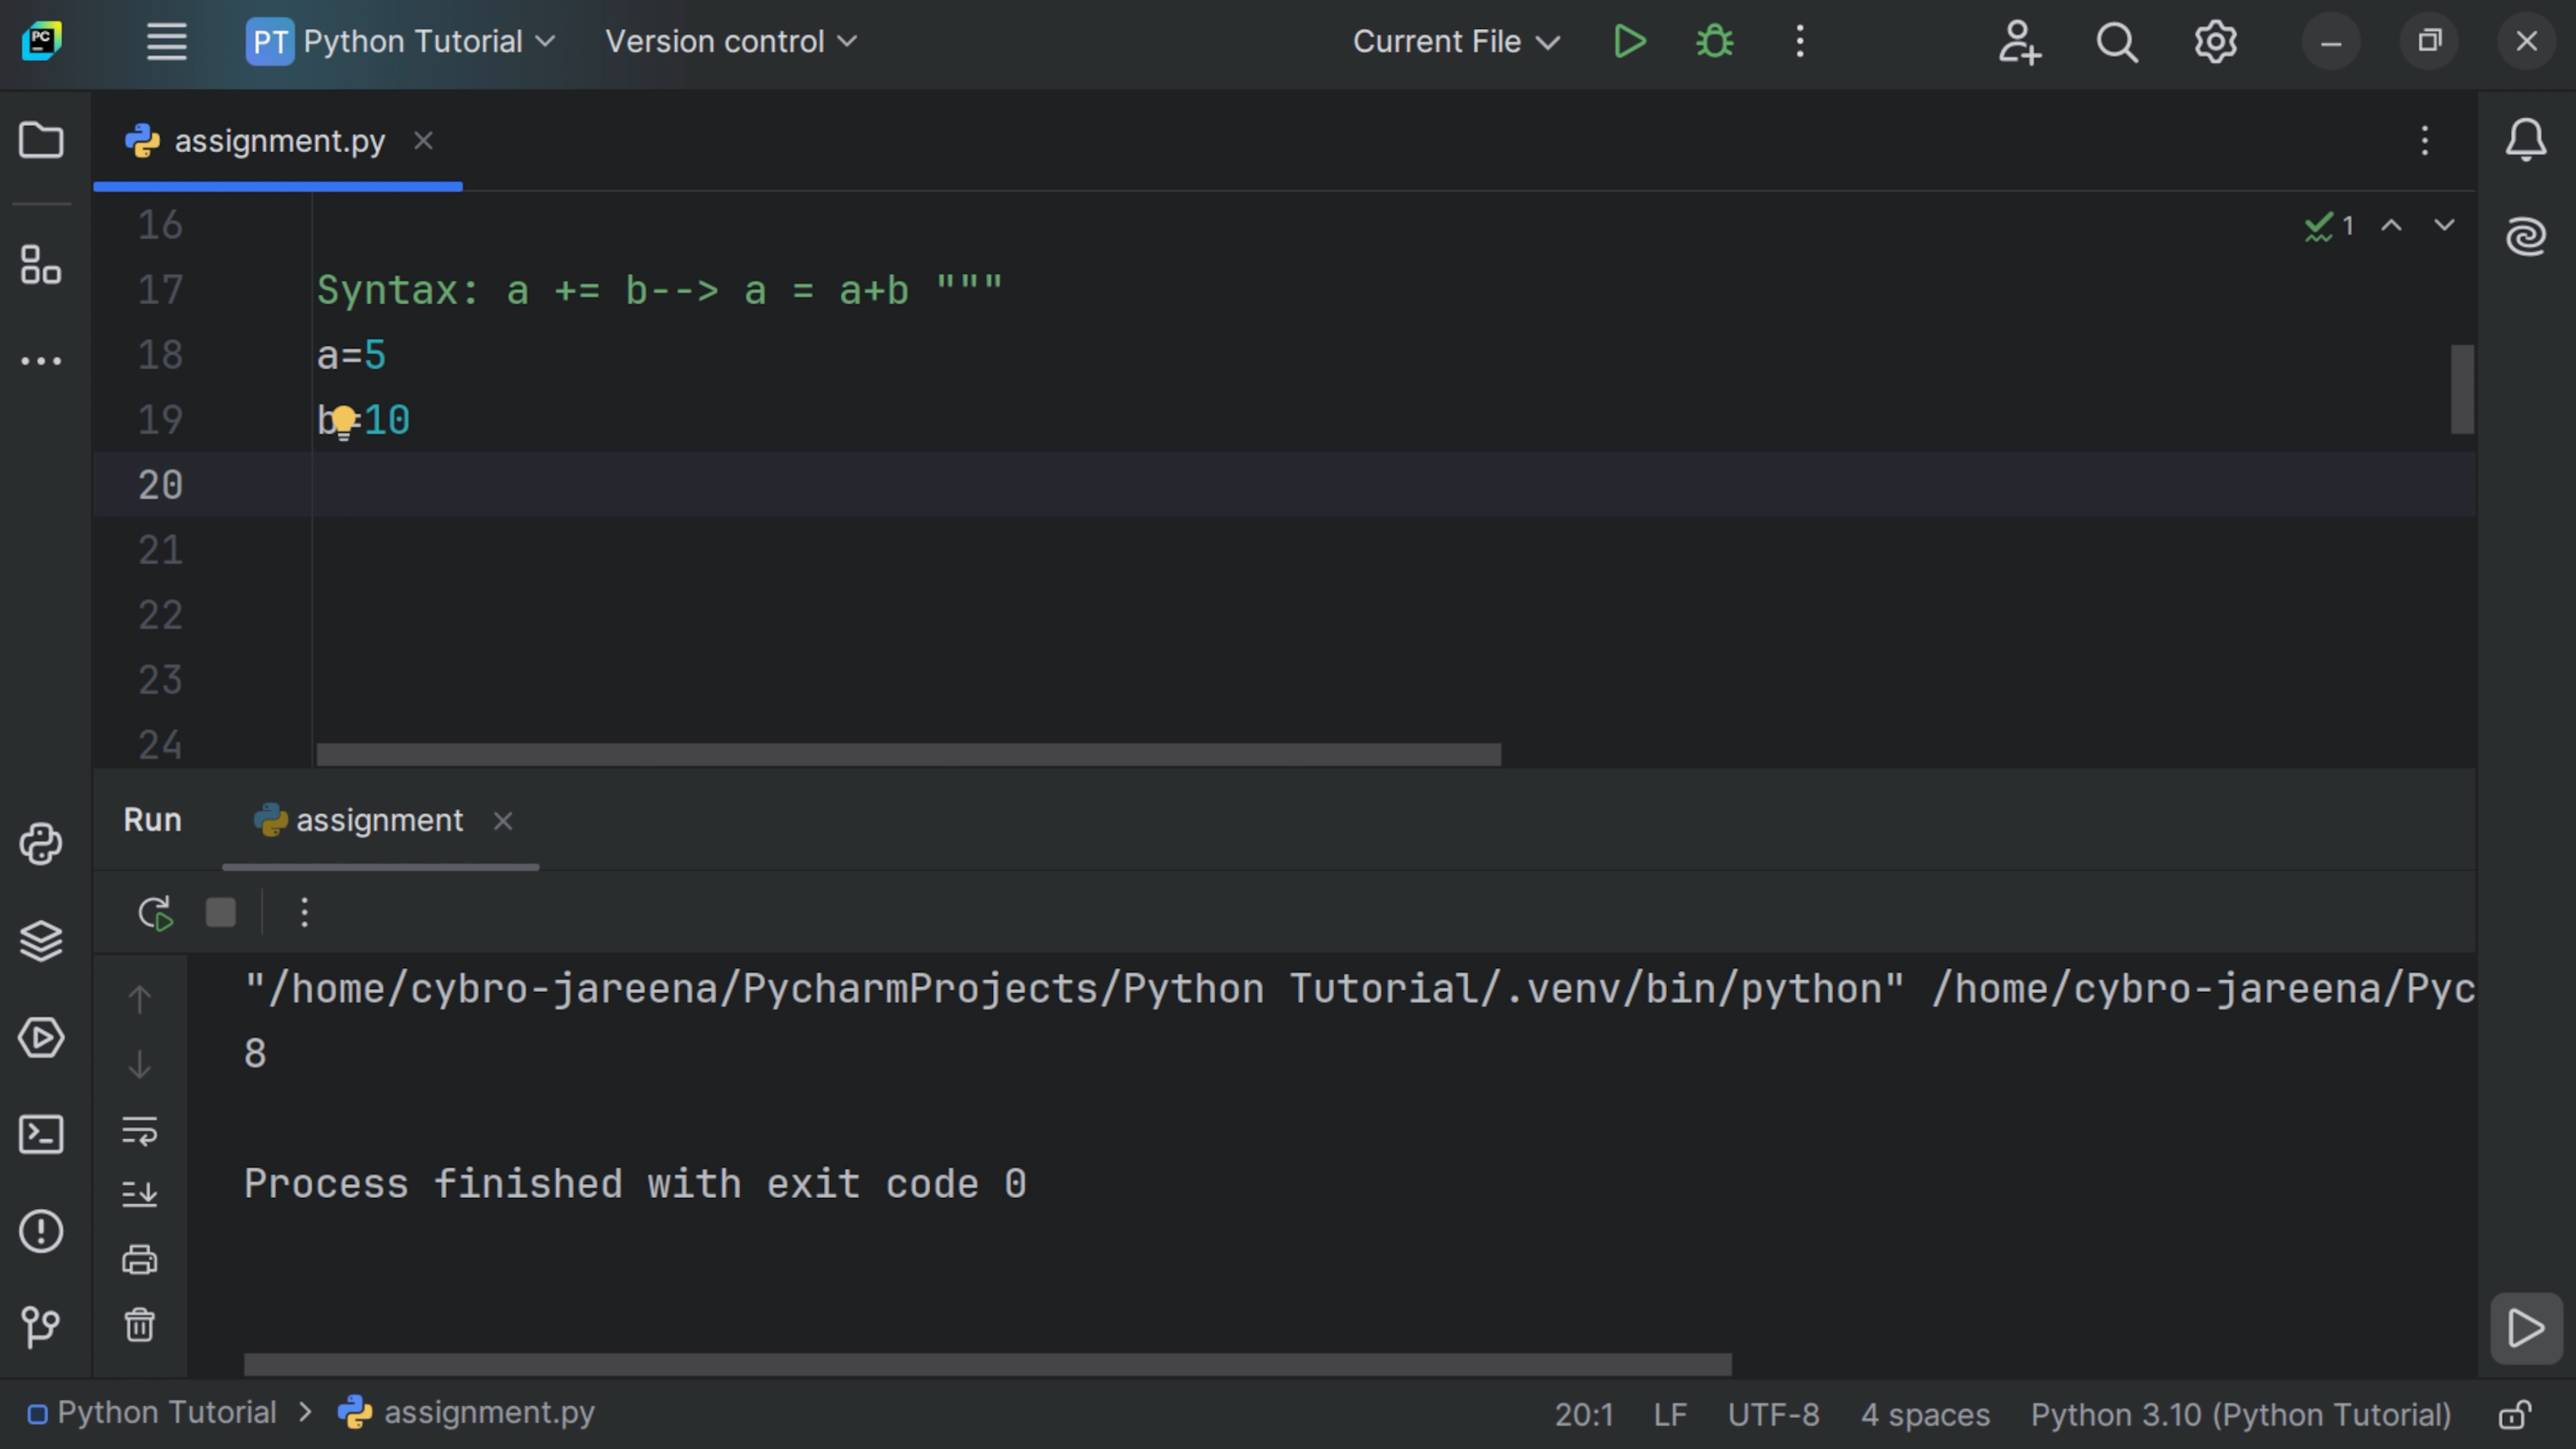 PC
PT Python Tutorial Version control Current File
assignment.py
16
1
17 Syntax: a += b--> a = a+b """
18 a=5
19 b=10
20
21
22
23
24
Run assignment
"/home/cybro-jareena/PycharmProjects/Python Tutorial/.venv/bin/python" /home/cybro-jareena/Pyc
8
Process finished with exit code 0
Python Tutorial > assignment.py 20:1 LF UTF-8 4 spaces Python 3.10 (Python Tutorial)